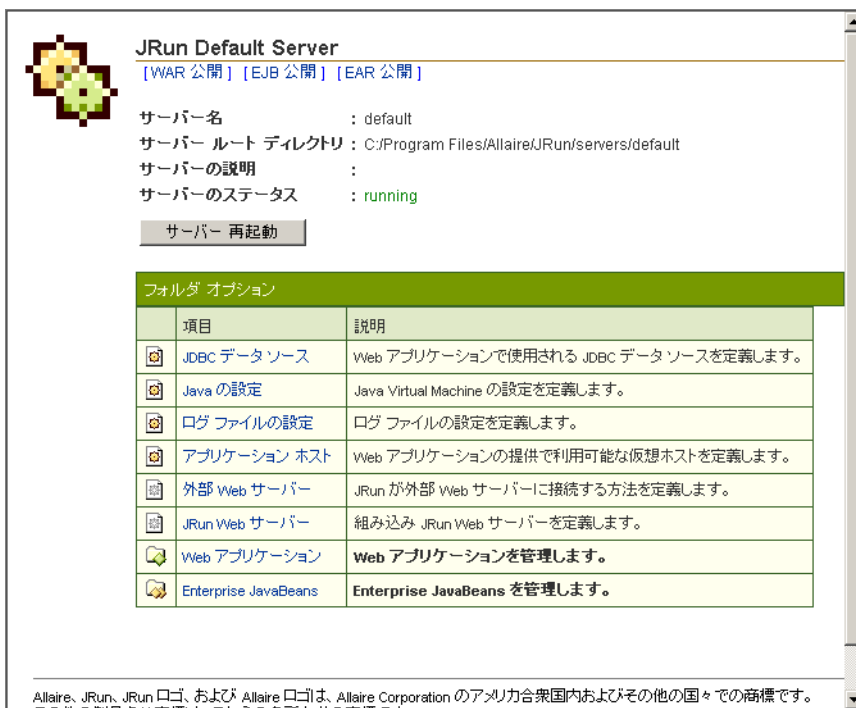 JRun Default Server
[WAR 公開] [EJB 公開] [EAR 公開]
サーバー名 : default
サーバー ルート ディレクトリ : C:/Program Files/Allaire/JRun/servers/default
サーバーの説明 :
サーバーのステータス : running
サーバー 再起動
フォルダ オプション
項目 説明
JDBC データ ソース Web アプリケーションで使用される JDBC データ ソースを定義します。
Java の設定 Java Virtual Machine の設定を定義します。
ログ ファイルの設定 ログ ファイルの設定を定義します。
アプリケーション ホスト Web アプリケーションの提供で利用可能な仮想ホストを定義します。
外部 Web サーバー JRun が外部 Web サーバーに接続する方法を定義します。
JRun Web サーバー 組み込み JRun Web サーバーを定義します。
Web アプリケーション Web アプリケーションを管理します。
Enterprise JavaBeans Enterprise JavaBeans を管理します。
Allaire、JRun、JRun ロゴ、および Allaire ロゴは、Allaire Corporation のアメリカ合衆国内およびその他の国々での商標です。